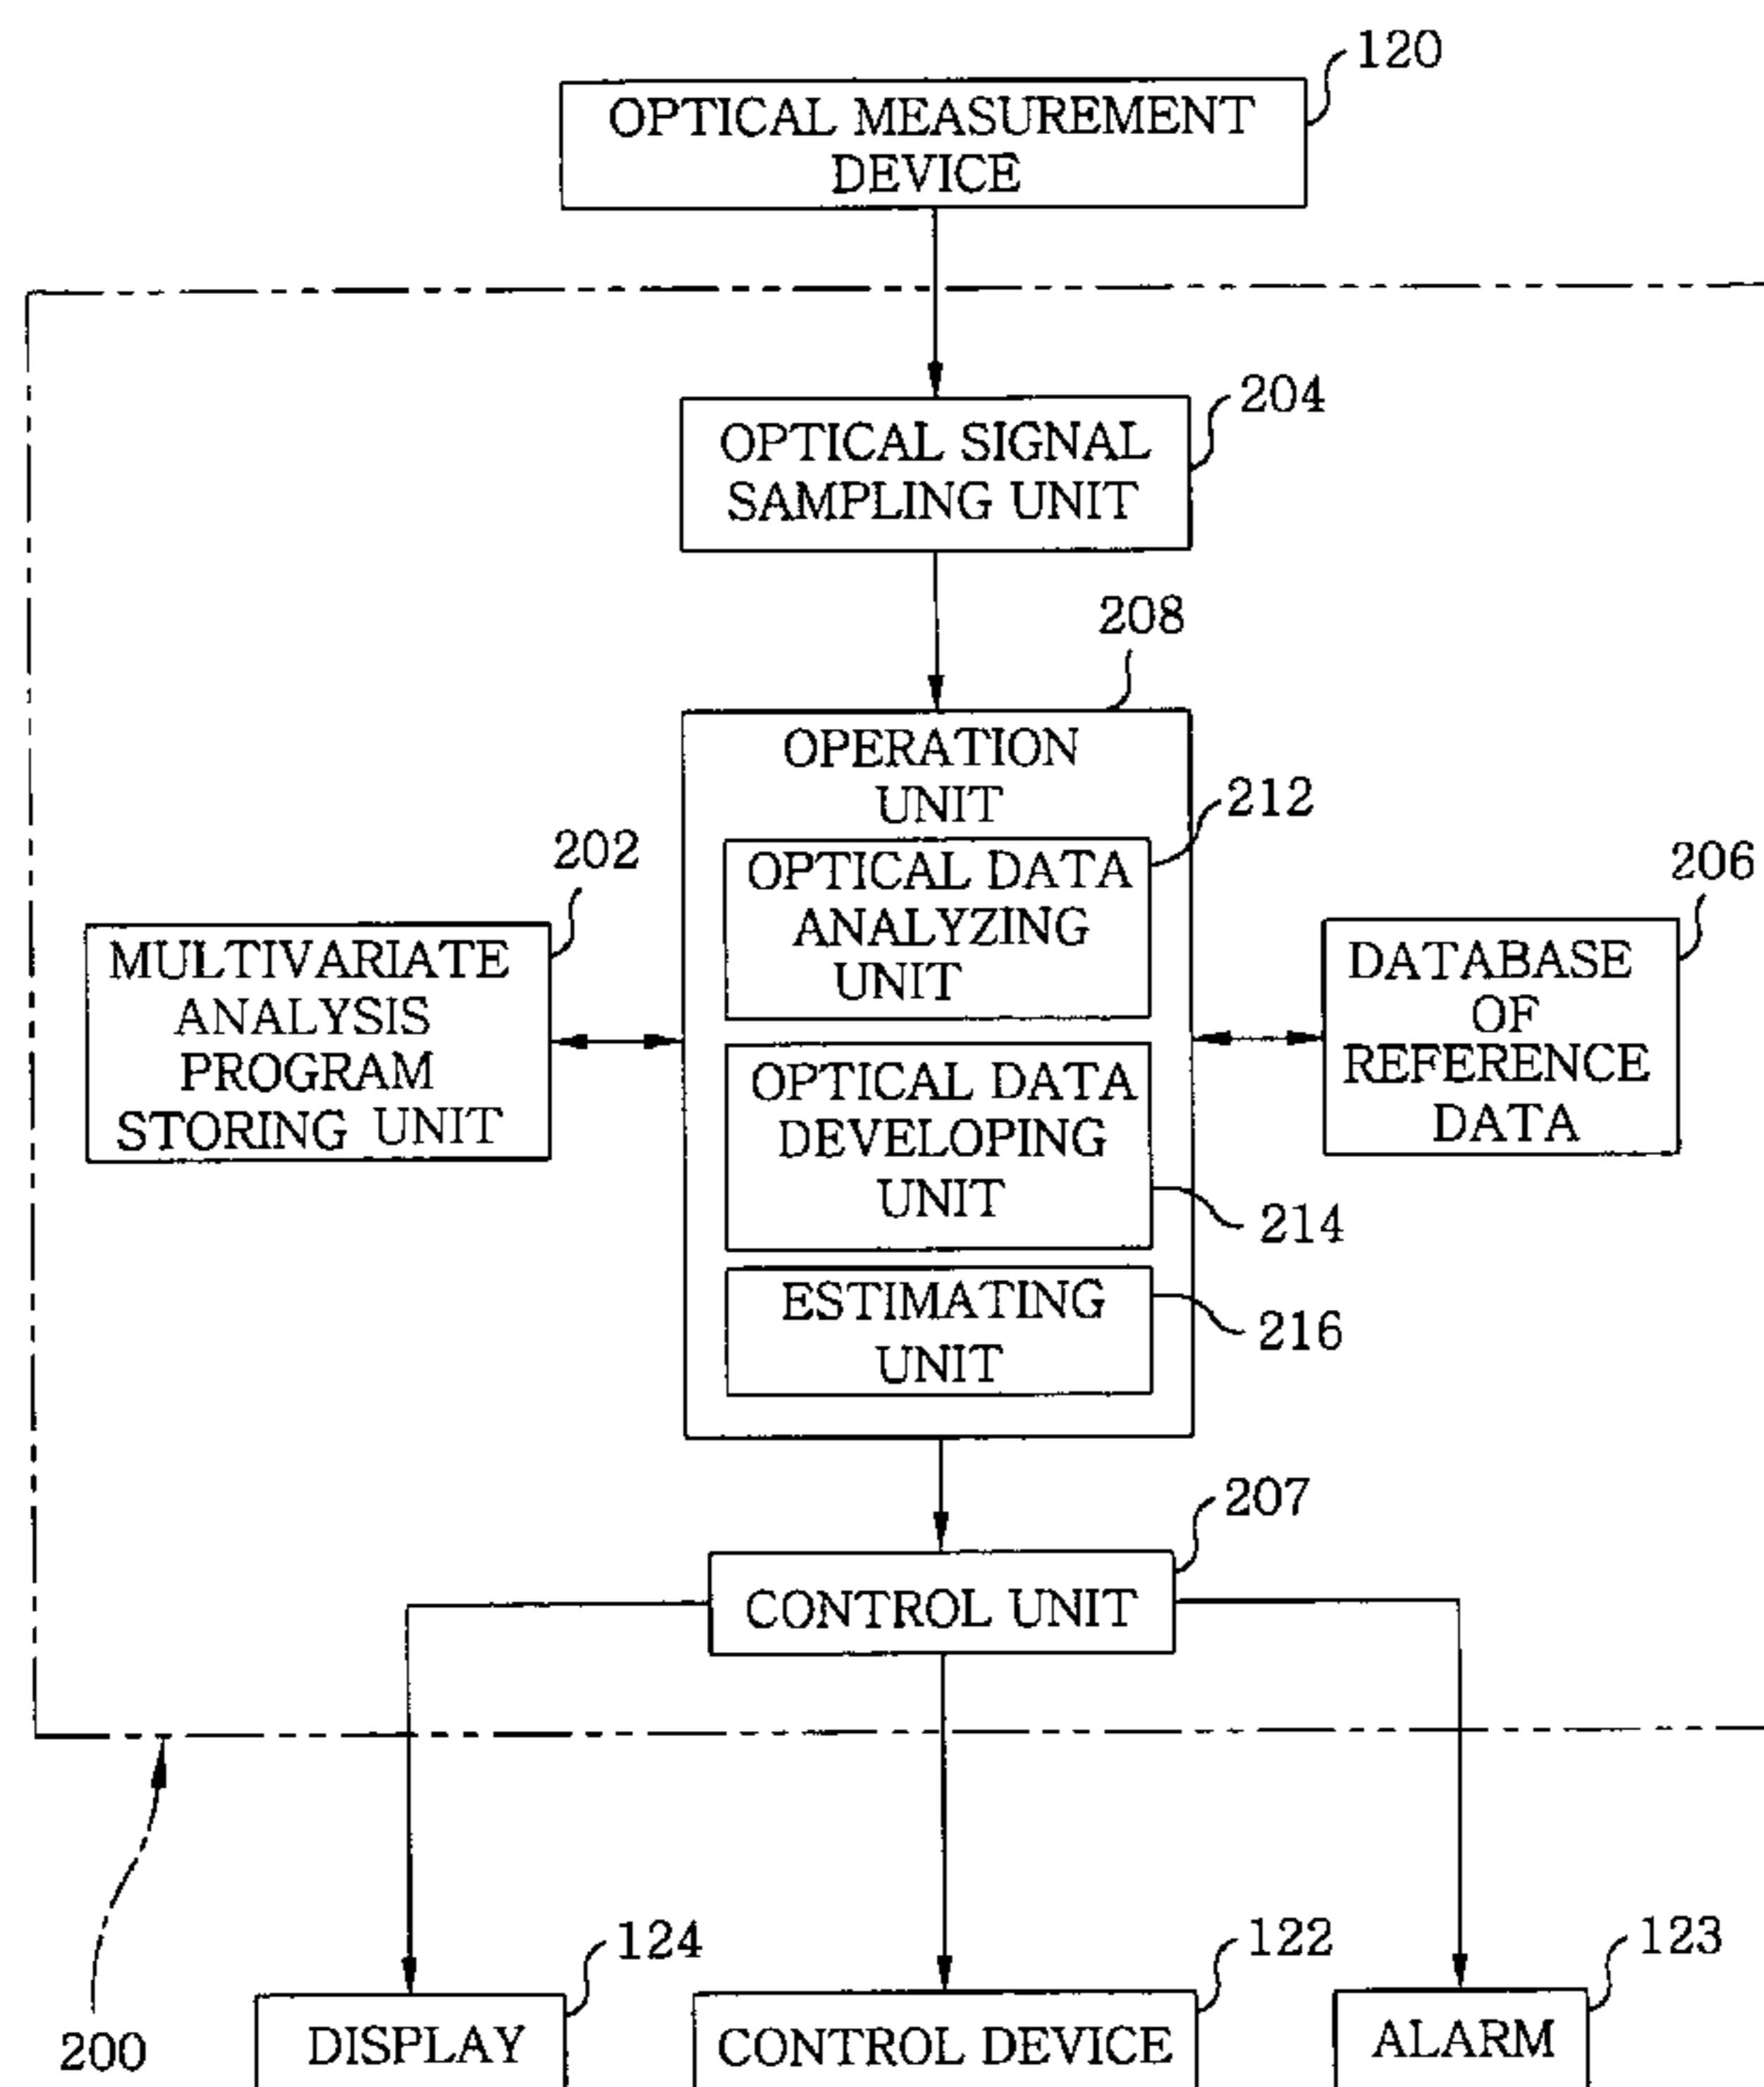 120
OPTICAL MEASUREMENT
DEVICE
204
OPTICAL SIGNAL
SAMPLING UNIT
208
OPERATION
UNIT
212
OPTICAL DATA
ANALYZING
UNIT
202
MULTIVARIATE
ANALYSIS
PROGRAM
STORING UNIT
206
DATABASE
OF
REFERENCE
DATA
OPTICAL DATA
DEVELOPING
UNIT
214
ESTIMATING
UNIT
216
207
CONTROL UNIT
200
124
DISPLAY
122
CONTROL DEVICE
123
ALARM